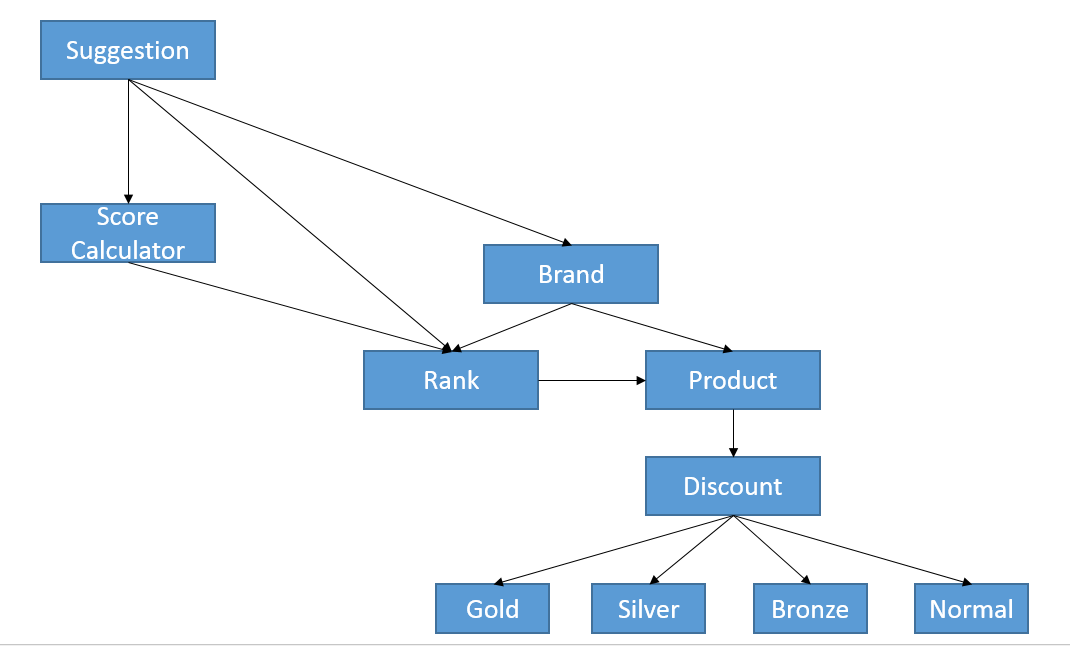 Suggestion
Score
Calculator
Brand
Rank
Product
Discount
Gold
Silver
Bronze
Normal